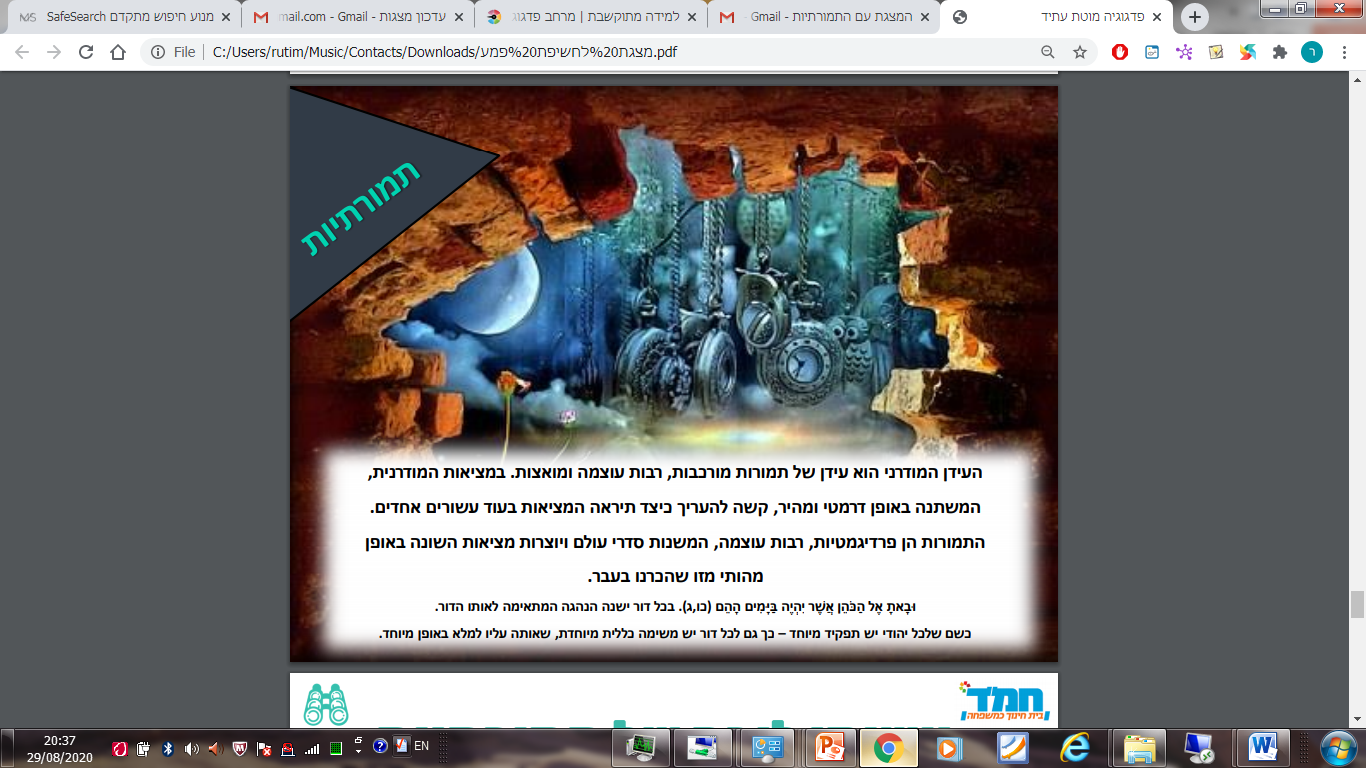 SafeSearch מנוע חיפוש מתקדם
עדכון מצגות - mail.com - Gmail
למידה מתוקשבת | מרחב פדגוג
המצגת עם התמורתיות - Gmail
פדגוגיה מוטת עתיד
File | C:/Users/rutim/Music/Contacts/Downloads/מצגת%20לחשיפת%20פמע.pdf
תמורתיות
העידן המודרני הוא עידן של תמורות מורכבות, רבות עוצמה ומואצות. במציאות המודרנית,
המשתנה באופן דרמטי ומהיר, קשה להעריך כיצד תיראה המציאות בעוד עשורים אחדים.
התמורות הן פרדיגמטיות, רבות עוצמה, המשנות סדרי עולם ויוצרות מציאות השונה באופן
מהותי מזו שהכרנו בעבר.
וּבָאתָ אֶל הַכֹּהֵן אֲשֶׁר יִהְיֶה בַּיָּמִים הָהֵם (כו,ג). בכל דור ישנה הנהגה המתאימה לאותו הדור.
כשם שלכל יהודי יש תפקיד מיוחד – כך גם לכל דור יש משימה כללית מיוחדת, שאותה עליו למלא באופן מיוחד.
חמד
בית חינוך כמשפחה
20:37
29/08/2020
EN